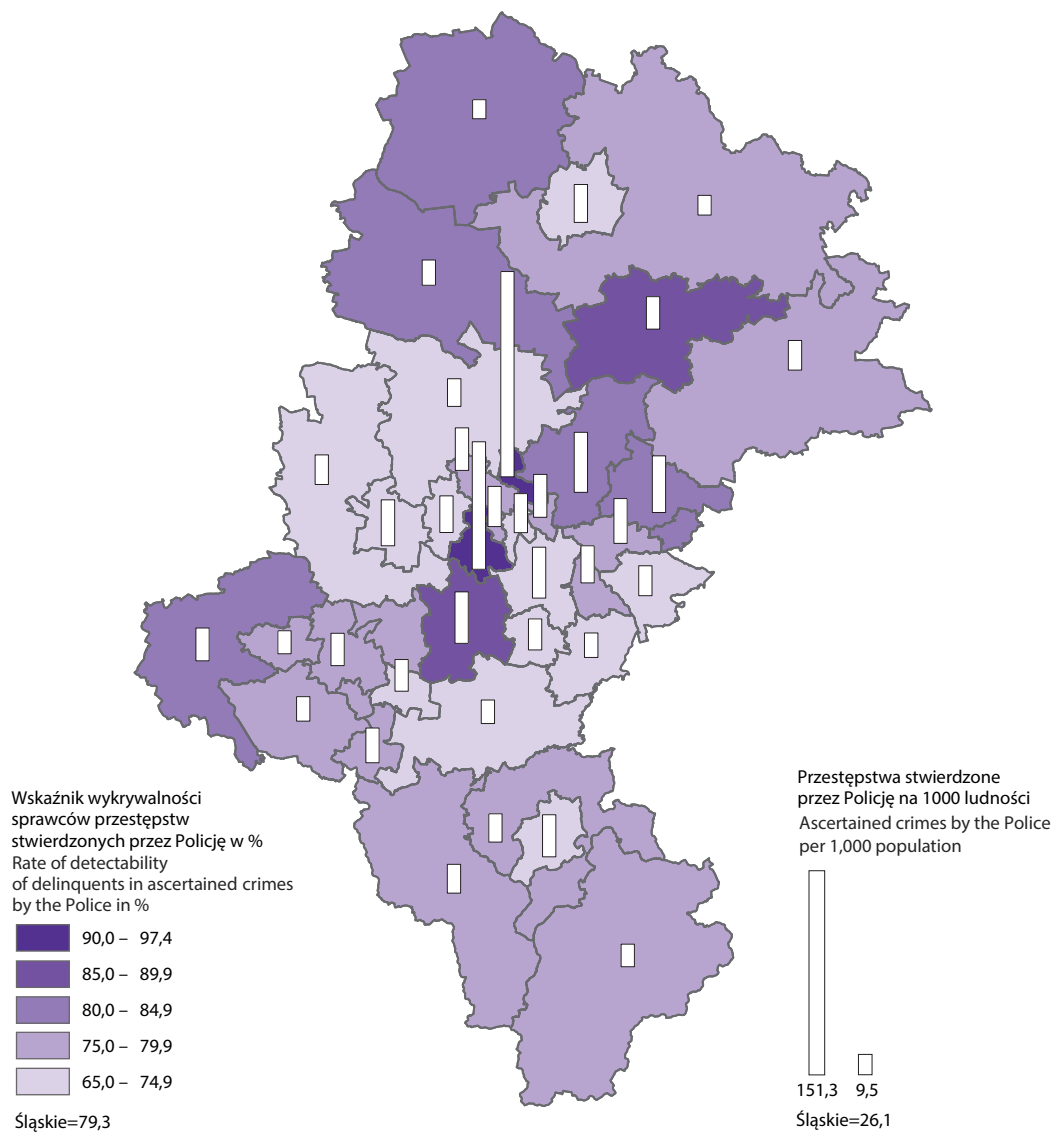 Wskaźnik wykrywalności
sprawców przestępstw
stwierdzonych przez Policję w %
Rate of detectability
of delinquents in ascertained crimes
by the Police in %
90,0 – 97,4
85,0 – 89,9
80,0 – 84,9
75,0 – 79,9
65,0 – 74,9
Śląskie=79,3
Przestępstwa stwierdzone
przez Policję na 1000 ludności
Ascertained crimes by the Police
per 1,000 population
151,3 9,5
Śląskie=26,1